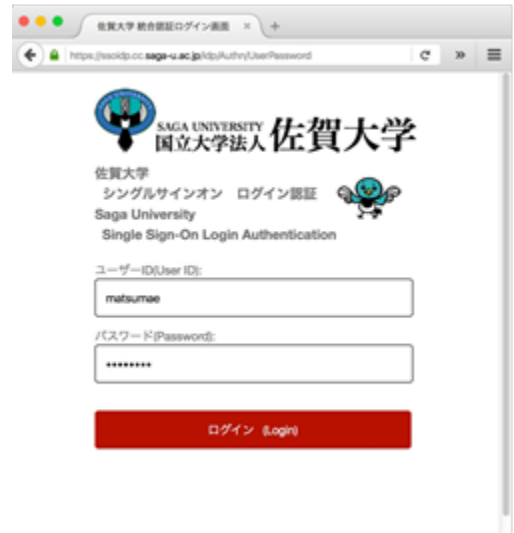 佐賀大学 統合認証ログイン画面 × +
https://ssoidp.cc.saga-u.ac.jp/idp/Authn/UserPassword
SAGA UNIVERSITY
国立大学法人 佐賀大学
佐賀大学
シングルサインオン ログイン認証
Saga University
Single Sign-On Login Authentication
ユーザーID(User ID):
matsumae
パスワード(Password):
••••••••
ログイン (Login)